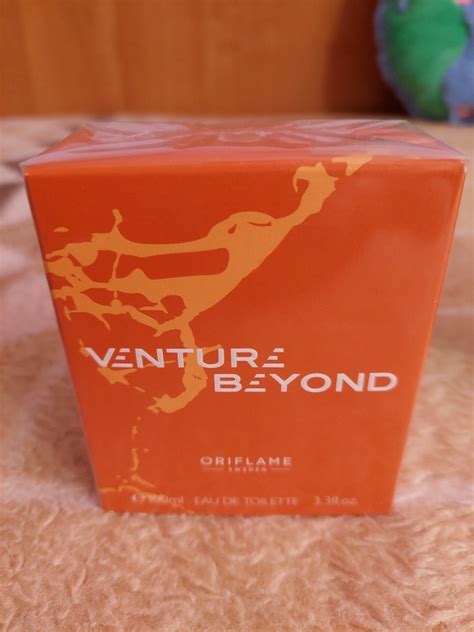 VENTURE
BEYOND
ORIFLAME
SWEDEN
100ml EAU DE TOILETTE 3.3fl.oz.